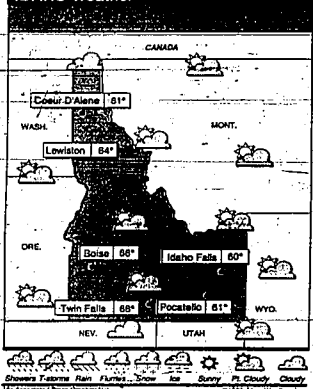 CANADA
Coeur D'Alene 61°
WASH.
MONT.
Lewiston 64°
ORE.
Boise 66°
Idaho Falls 60°
Twin Falls 68°
Pocatello 61°
WYO.
NEV.
UTAH
Showers T-storms Rain Flurries Snow Ice Sunny Pt. Cloudy Cloudy